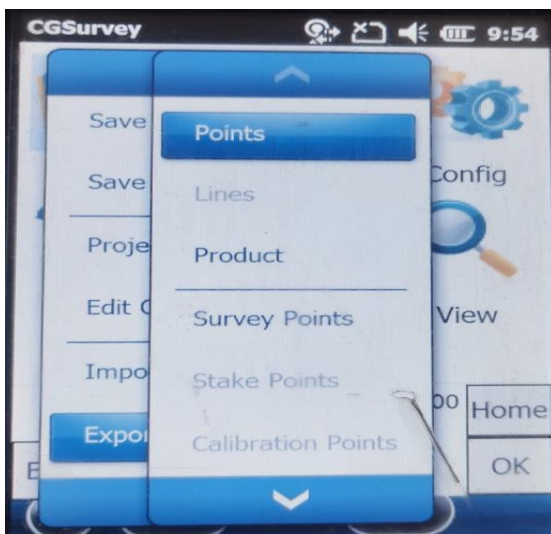 CGSurvey 9:54
Save
Points
Config
Save
Lines
Proje
Product
Edit
Survey Points
View
Impo
Stake Points
00
Home
Expor
Calibration Points
E
OK